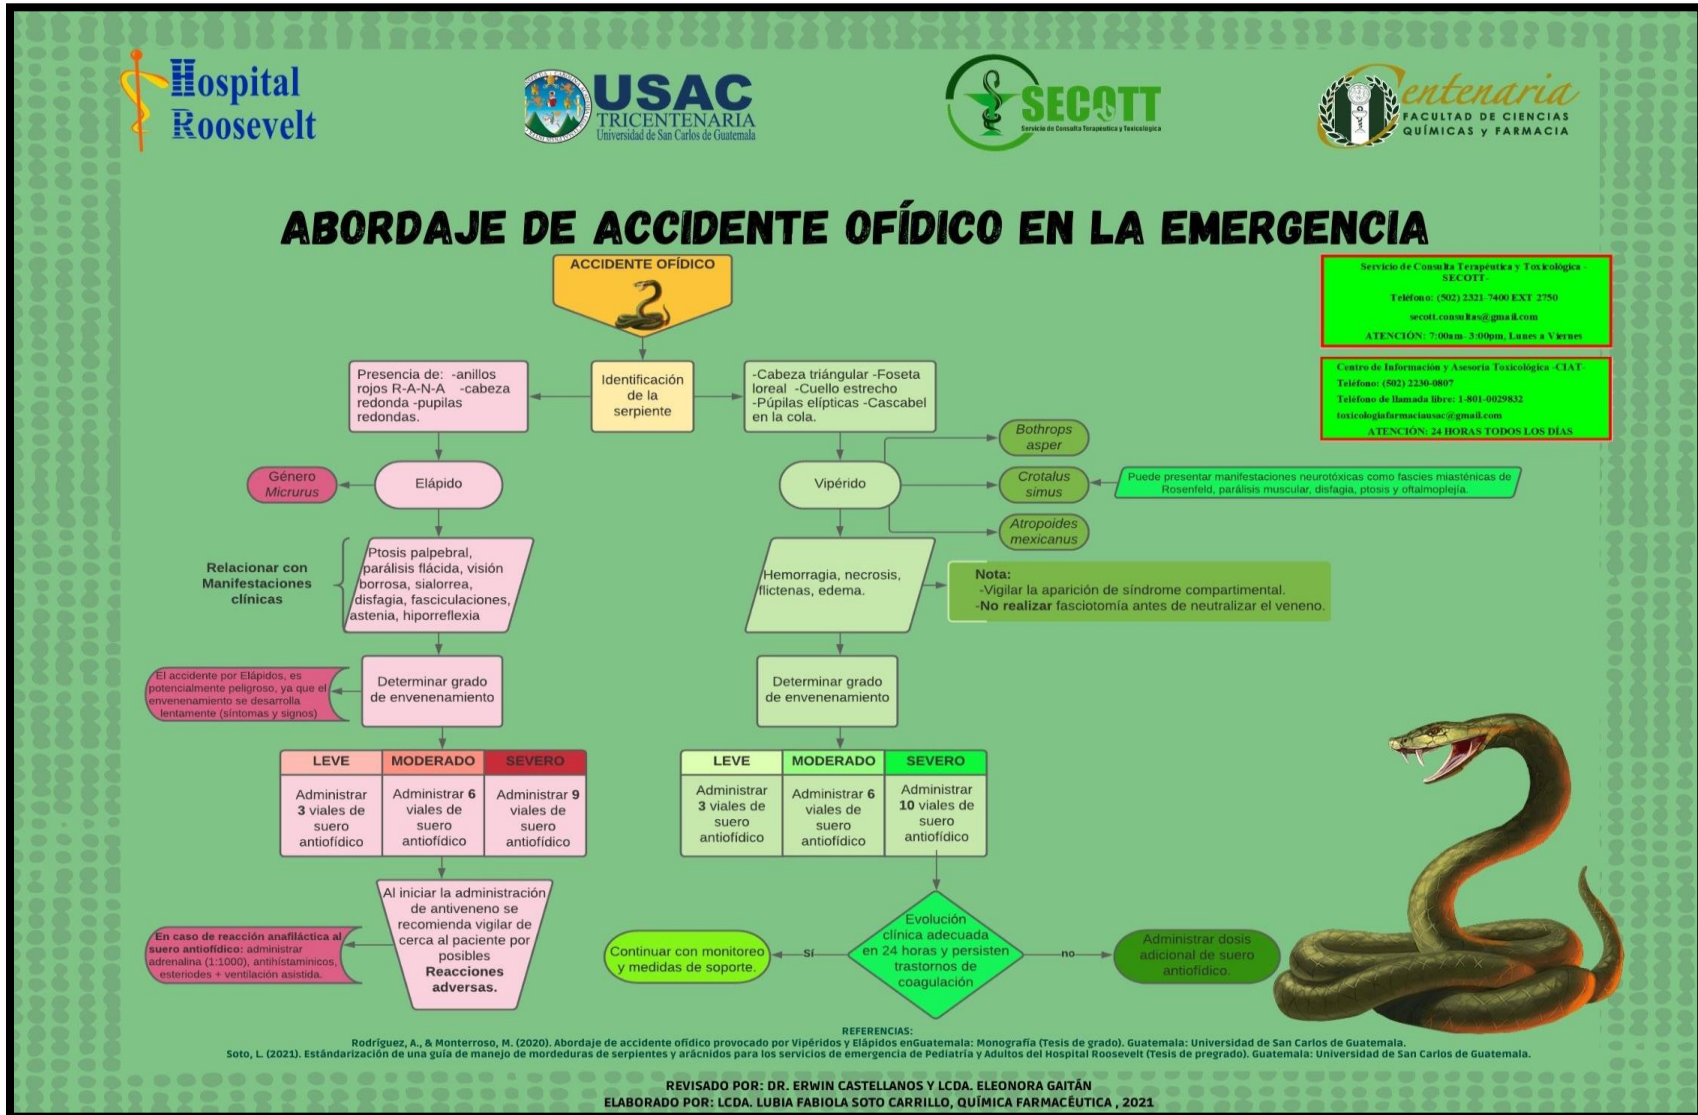 Hospital
Roosevelt
USAC
TRICENTENARIA
Universidad de San Carlos de Guatemala
SECOTT
Servicio de Consulta Terapéutica y Toxicológica
Centenaria
FACULTAD DE CIENCIAS
QUÍMICAS y FARMACIA
ABORDAJE DE ACCIDENTE OFÍDICO EN LA EMERGENCIA
ACCIDENTE OFÍDICO
Servicio de Consulta Terapéutica y Toxicológica -
SECOTT-
Teléfono: (502) 2321-7400 EXT 2750
secott.consultas@gmail.com
ATENCIÓN: 7:00am- 3:00pm, Lunes a Viernes
Centro de Información y Asesoria Toxicológica -CIAT-
Teléfono: (502) 2230-0807
Teléfono de llamada libre: 1-801-0029832
toxicologiafarmaciausac@gmail.com
ATENCIÓN: 24 HORAS TODOS LOS DÍAS
Presencia de: -anillos
rojos R-A-N-A -cabeza
redonda -pupilas
redondas.
Identificación
de la
serpiente
-Cabeza triángular -Foseta
loreal -Cuello estrecho
-Púpilas elípticas -Cascabel
en la cola.
Género
Micrurus
Elápido
Vipérido
Bothrops
asper
Crotalus
simus
Atropoides
mexicanus
Puede presentar manifestaciones neurotóxicas como fascies miasténicas de
Rosenfeld, parálisis muscular, disfagia, ptosis y oftalmoplejía.
Relacionar con
Manifestaciones
clínicas
Ptosis palpebral,
parálisis flácida, visión
borrosa, sialorrea,
disfagia, fasciculaciones,
astenia, hiporreflexia
Hemorragia, necrosis,
flictenas, edema.
Nota:
-Vigilar la aparición de síndrome compartimental.
-No realizar fasciotomía antes de neutralizar el veneno.
El accidente por Elápidos, es
potencialmente peligroso, ya que el
envenenamiento se desarrolla
lentamente (síntomas y signos)
Determinar grado
de envenenamiento
Determinar grado
de envenenamiento
LEVE
MODERADO
SEVERO
Administrar
3 viales de
suero
antiofídico
Administrar 6
viales de
suero
antiofídico
Administrar 9
viales de
suero
antiofídico
LEVE
MODERADO
SEVERO
Administrar
3 viales de
suero
antiofídico
Administrar 6
viales de
suero
antiofídico
Administrar
10 viales de
suero
antiofídico
Al iniciar la administración
de antiveneno se
recomienda vigilar de
cerca al paciente por
posibles
Reacciones
adversas.
En caso de reacción anafiláctica al
suero antiofídico: administrar
adrenalina (1:1000), antihístamínicos,
esteriodes + ventilación asistida.
Evolución
clínica adecuada
en 24 horas y persisten
trastornos de
coagulación
Sí
Continuar con monitoreo
y medidas de soporte.
no
Administrar dosis
adicional de suero
antiofídico.
REFERENCIAS:
Rodríguez, A., & Monterroso, M. (2020). Abordaje de accidente ofídico provocado por Vipéridos y Elápidos enGuatemala: Monografía (Tesis de grado). Guatemala: Universidad de San Carlos de Guatemala.
Soto, L. (2021). Estándarización de una guía de manejo de mordeduras de serpientes y arácnidos para los servicios de emergencia de Pediatría y Adultos del Hospital Roosevelt (Tesis de pregrado). Guatemala: Universidad de San Carlos de Guatemala.
REVISADO POR: DR. ERWIN CASTELLANOS Y LCDA. ELEONORA GAITÁN
ELABORADO POR: LCDA. LUBIA FABIOLA SOTO CARRILLO, QUÍMICA FARMACÉUTICA , 2021